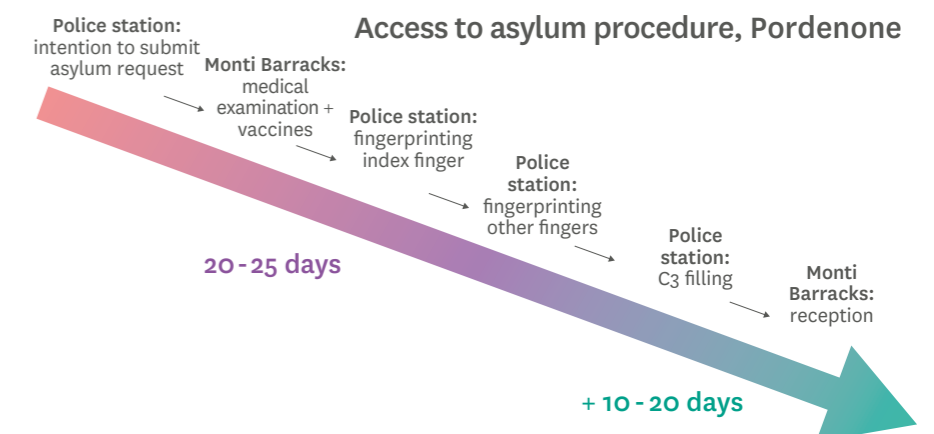 Access to asylum procedure, Pordenone
Police station:
intention to submit
asylum request
Monti Barracks:
medical
examination +
vaccines
Police station:
fingerprinting
index finger
Police
station:
fingerprinting
other fingers
Police
station:
C3 filling
Monti
Barracks:
reception
20-25 days
+ 10-20 days